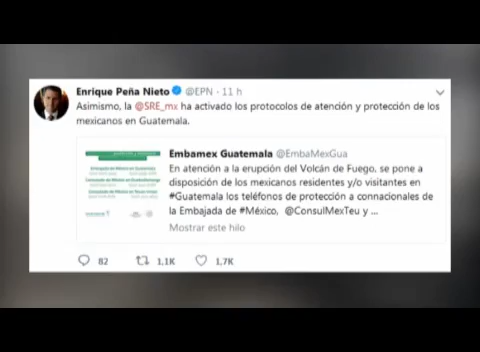 Enrique Peña Nieto @EPN · 11 h
Asimismo, la @SRE_mx ha activado los protocolos de atención y protección de los
mexicanos en Guatemala.
Embamex Guatemala @EmbaMexGua
En atención a la erupción del Volcán de Fuego, se pone a
disposición de los mexicanos residentes y/o visitantes en
#Guatemala los teléfonos de protección a connacionales de
la Embajada de #México, @ConsulMexTeu y ...
Mostrar este hilo
82 1,1K 1,7K